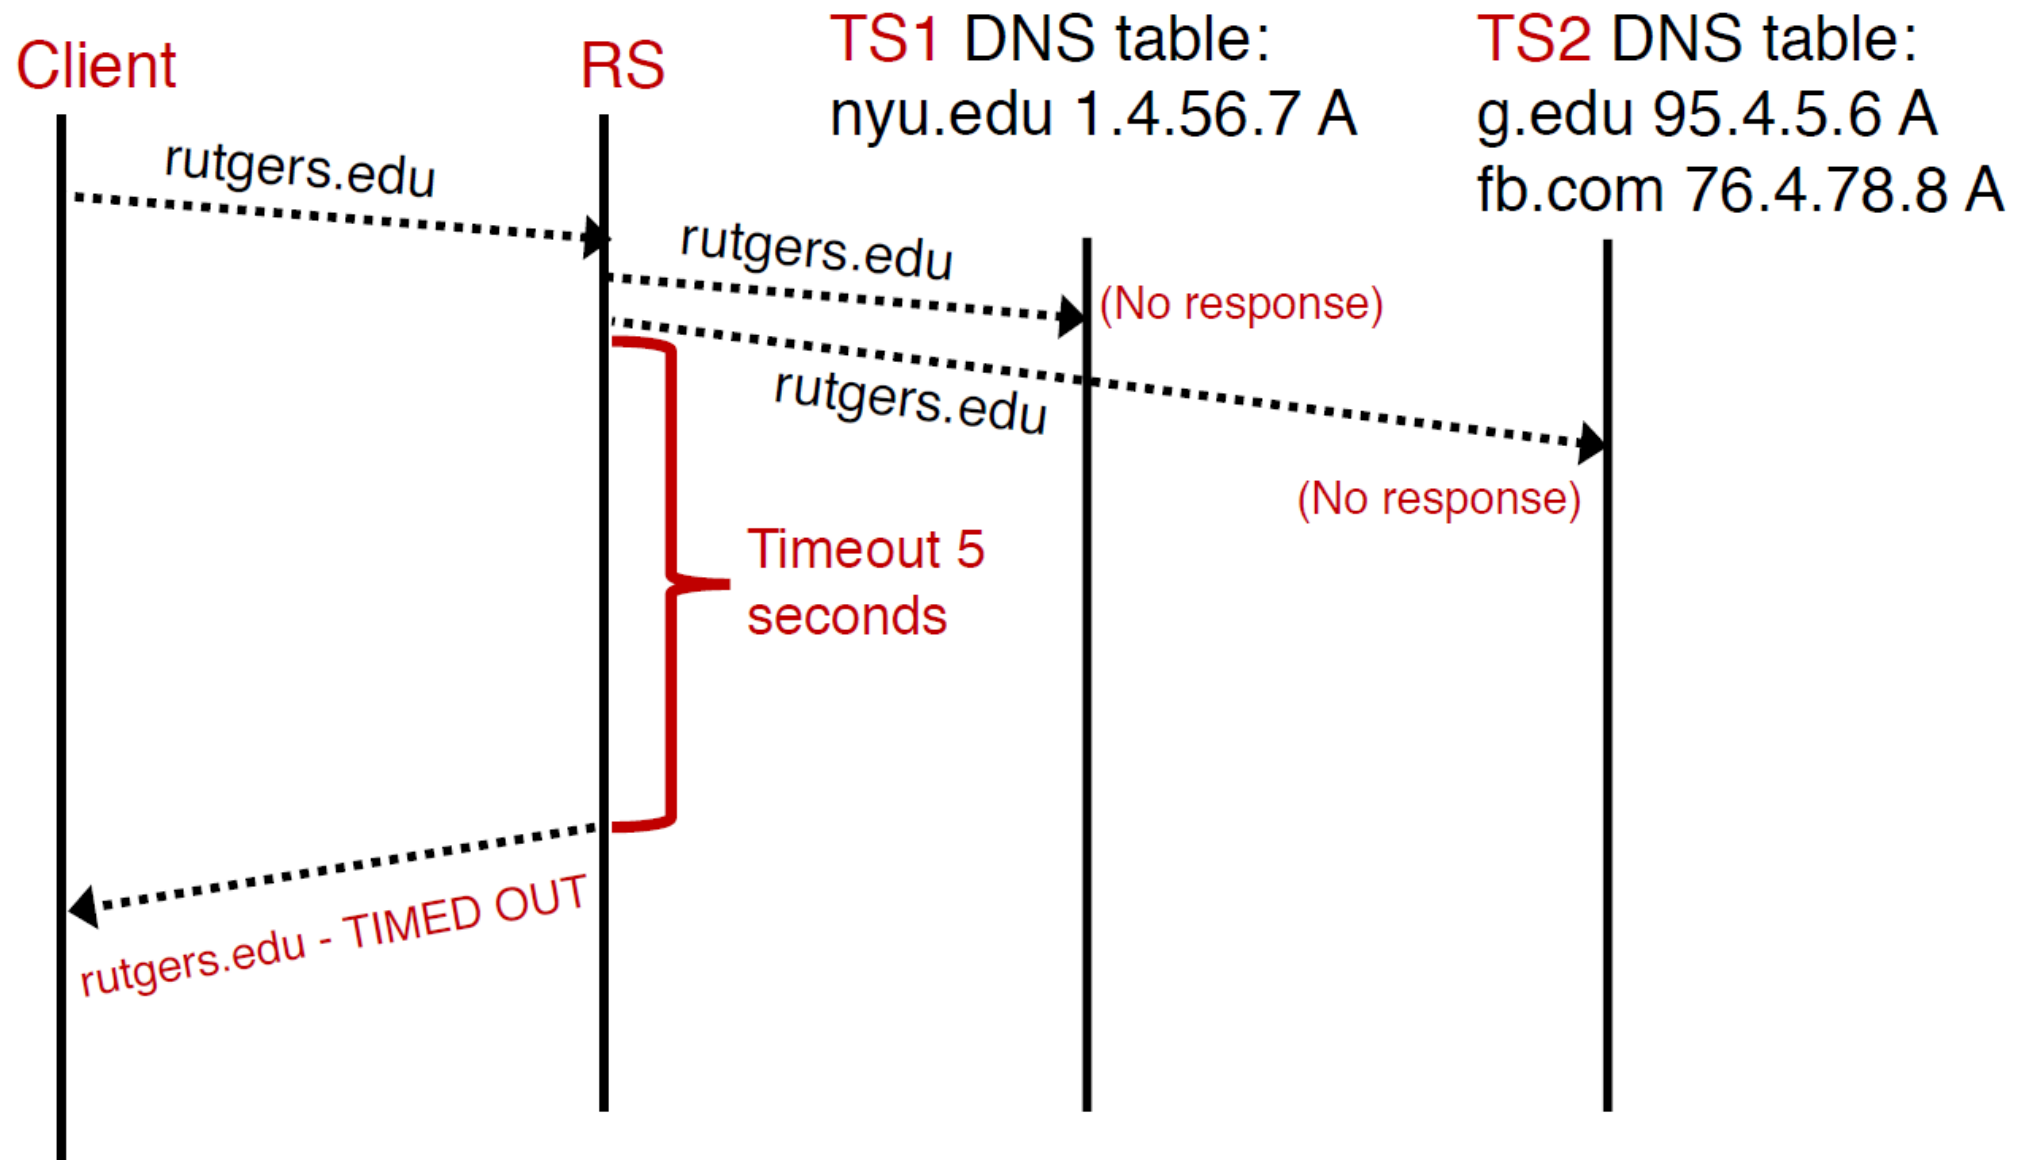 Client
RS
TS1 DNS table:
nyu.edu 1.4.56.7 A
TS2 DNS table:
g.edu 95.4.5.6 A
fb.com 76.4.78.8 A
rutgers.edu
rutgers.edu
(No response)
rutgers.edu
(No response)
Timeout 5
seconds
rutgers.edu - TIMED OUT